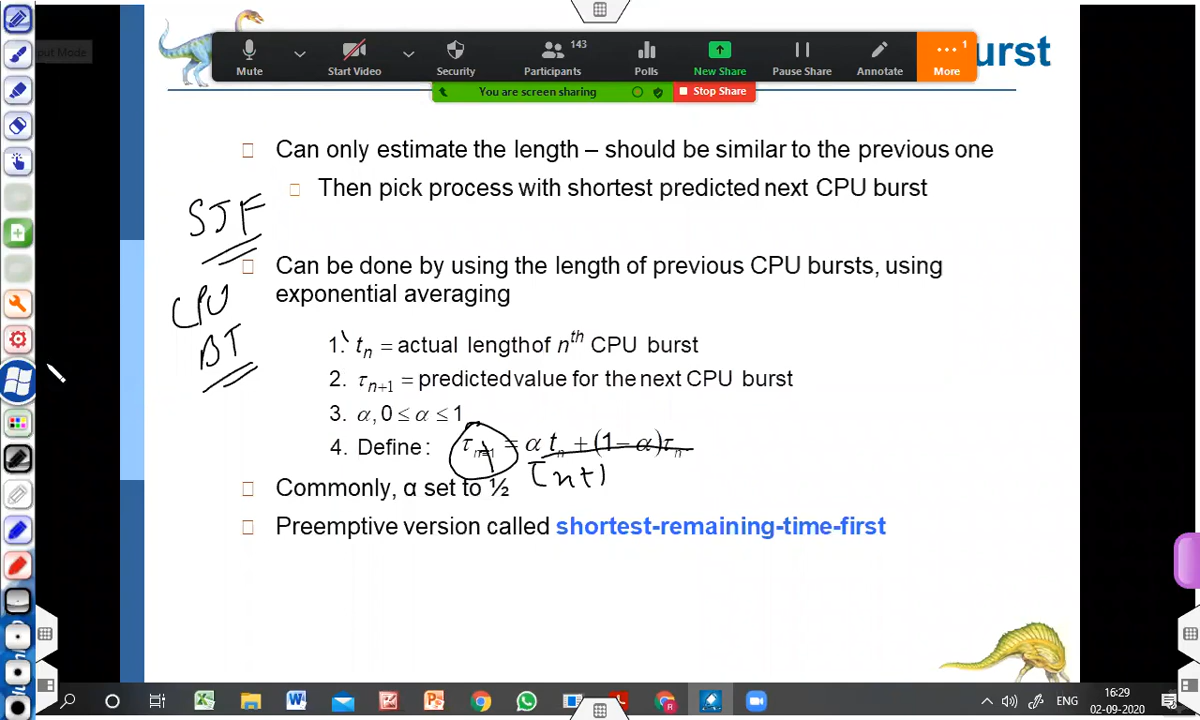 put Mode
143
1
Mute
Start Video
Security
Participants
Polls
New Share
Pause Share
Annotate
More
urst
You are screen sharing
Stop Share
Can only estimate the length – should be similar to the previous one
Then pick process with shortest predicted next CPU burst
SJF
Can be done by using the length of previous CPU bursts, using
exponential averaging
CPU
BT
1. tₙ = actual lengthof nᵗʰ CPU burst
2. τₙ₊₁ = predictedvalue for the next CPU burst
3. α, 0 ≤ α ≤ 1
4. Define: τₙ₌₁ = α tₙ + (1 − α)τₙ.
Commonly, α set to ½
Preemptive version called shortest-remaining-time-first
ENG
16:29
02-09-2020